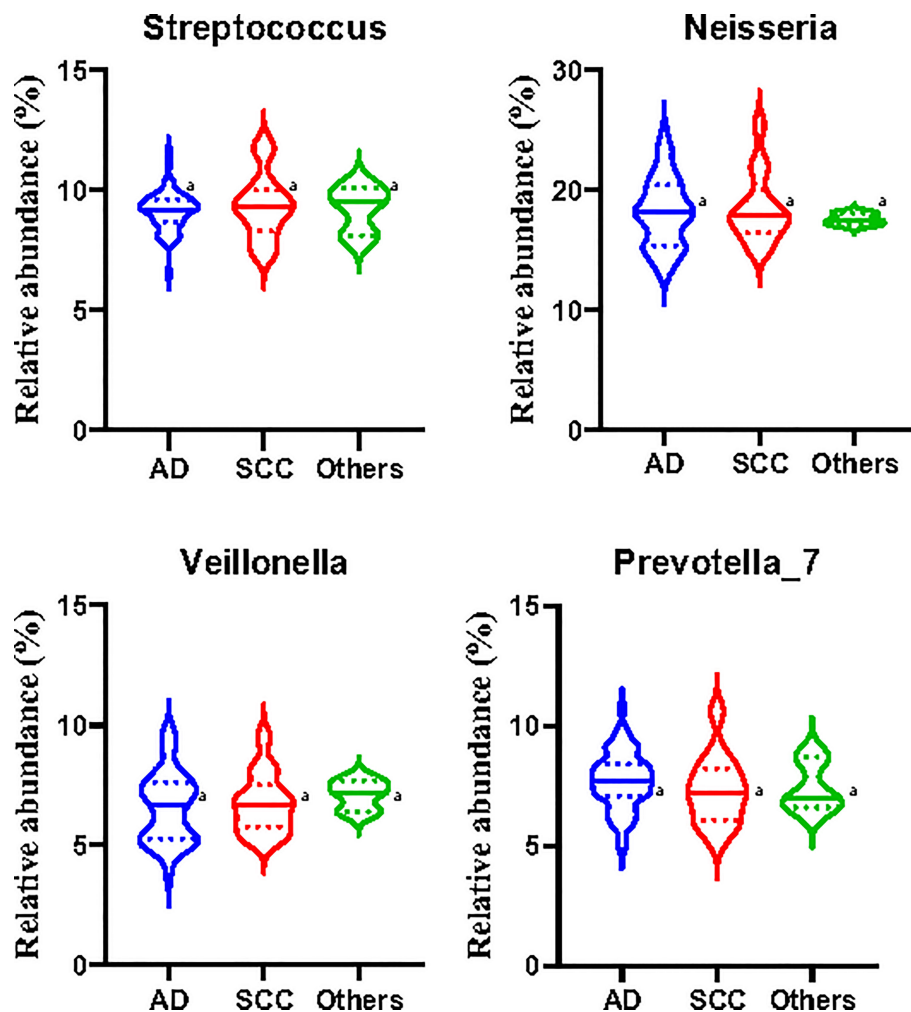 Streptococcus
Relative abundance (%)
15
10
5
0
a
a
a
AD
SCC
Others
Neisseria
Relative abundance (%)
30
20
10
0
a
a
a
AD
SCC
Others
Veillonella
Relative abundance (%)
15
10
5
0
a
a
a
AD
SCC
Others
Prevotella_7
Relative abundance (%)
15
10
5
0
a
a
a
AD
SCC
Others